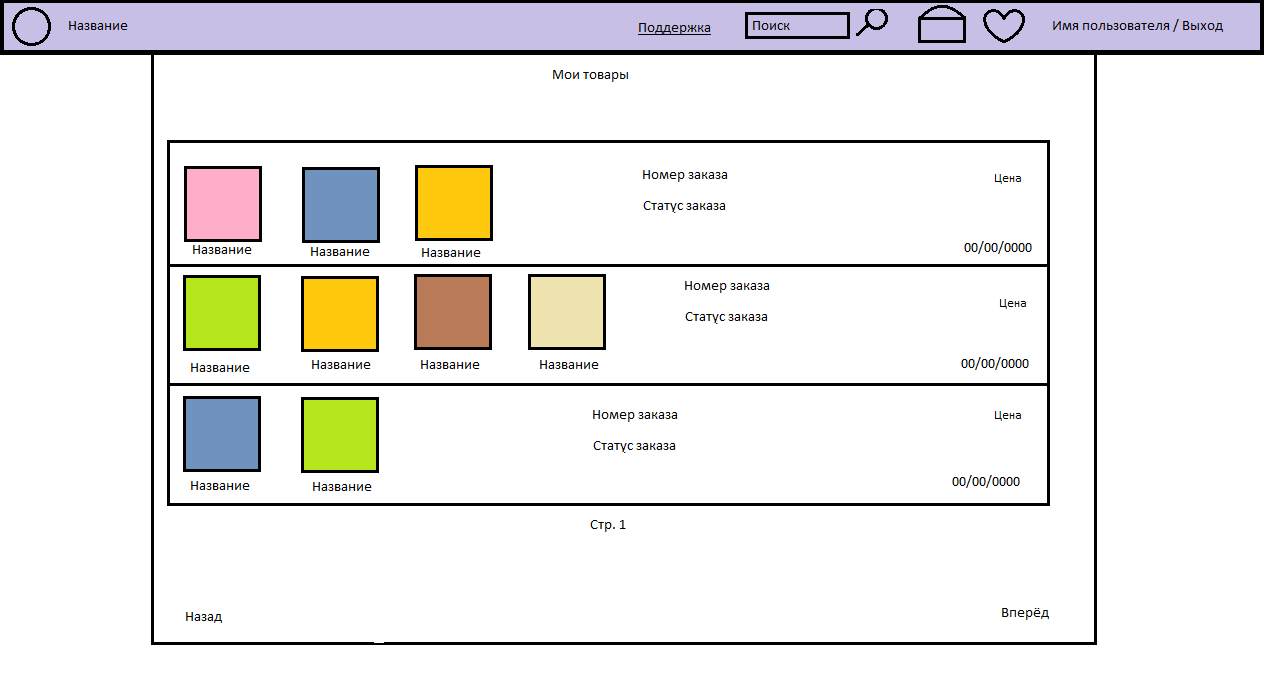 Название
Поддержка
Поиск
Имя пользователя / Выход
Мои товары
Номер заказа
Цена
Статус заказа
00/00/0000
Название
Название
Название
Номер заказа
Цена
Статус заказа
00/00/0000
Название
Название
Название
Название
Номер заказа
Цена
Статус заказа
00/00/0000
Название
Название
Стр. 1
Назад
Вперёд